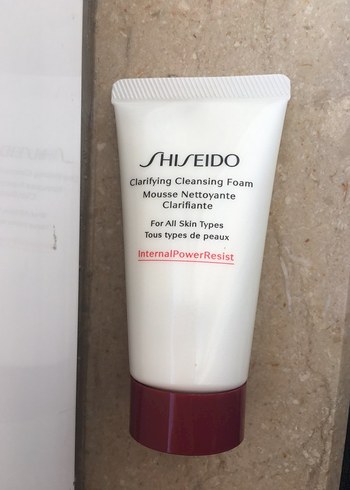 SHISEIDO
Clarifying Cleansing Foam
Mousse Nettoyante
Clarifiante
For All Skin Types
Tous types de peaux
InternalPowerResist